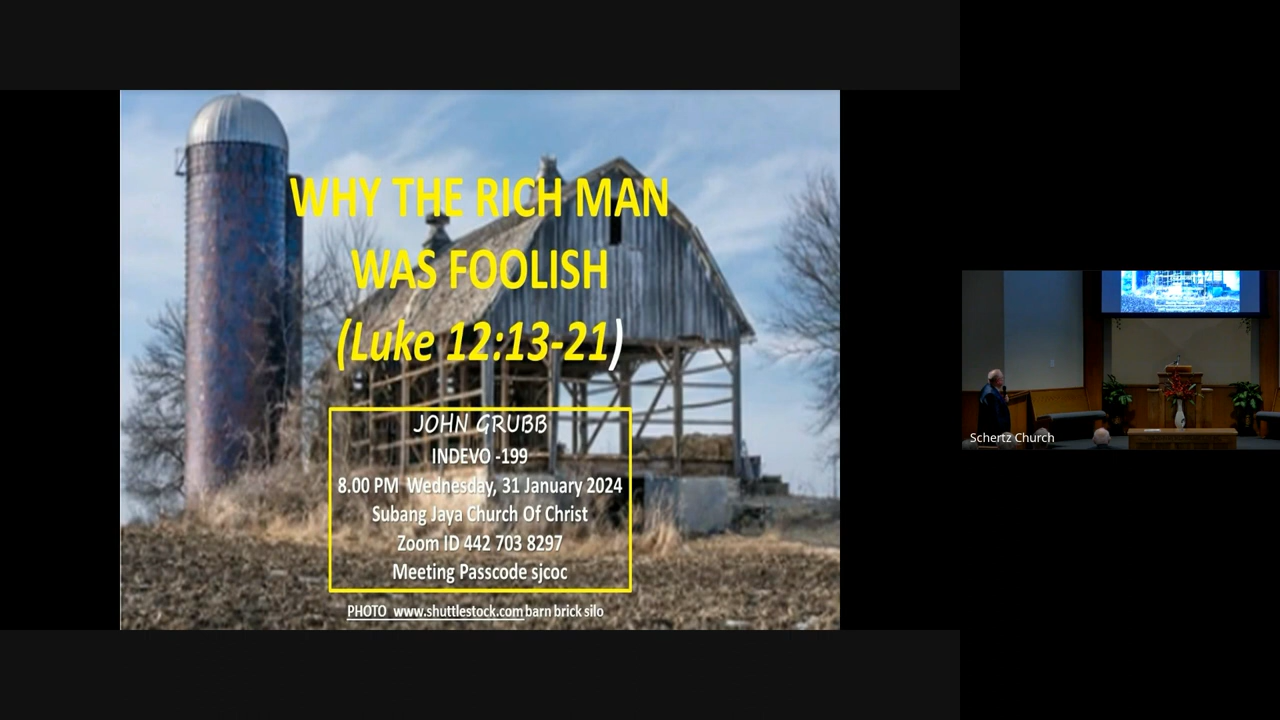 WHY THE RICH MAN
WAS FOOLISH
(Luke 12:13-21)
JOHN GRUBB
INDEVO -199
8.00 PM Wednesday, 31 January 2024
Subang Jaya Church Of Christ
Zoom ID 442 703 8297
Meeting Passcode sjcoc
PHOTO www.shuttlestock.com barn brick silo
Schertz Church